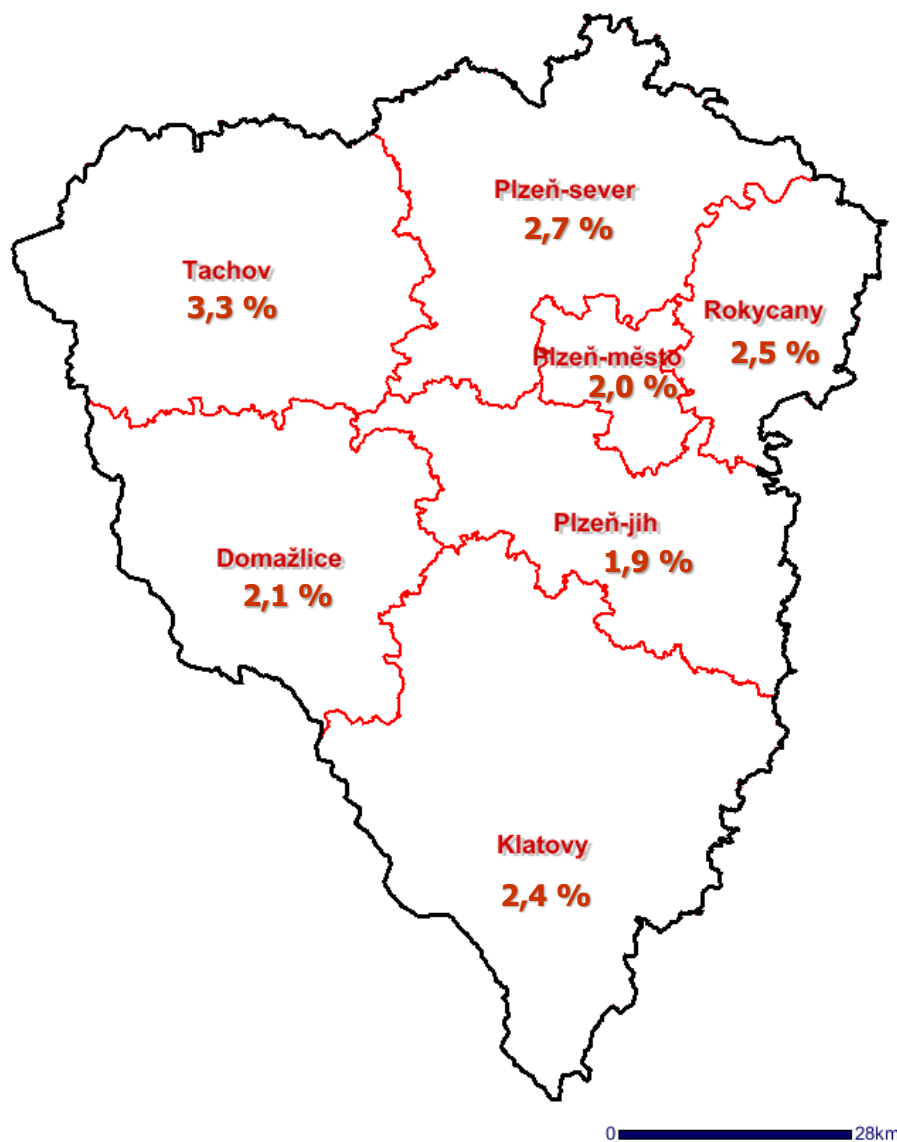 Plzeň-sever
2,7 %
Tachov
3,3 %
Rokycany
2,5 %
Plzeň-město
2,0 %
Plzeň-jih
1,9 %
Domažlice
2,1 %
Klatovy
2,4 %
0 28km